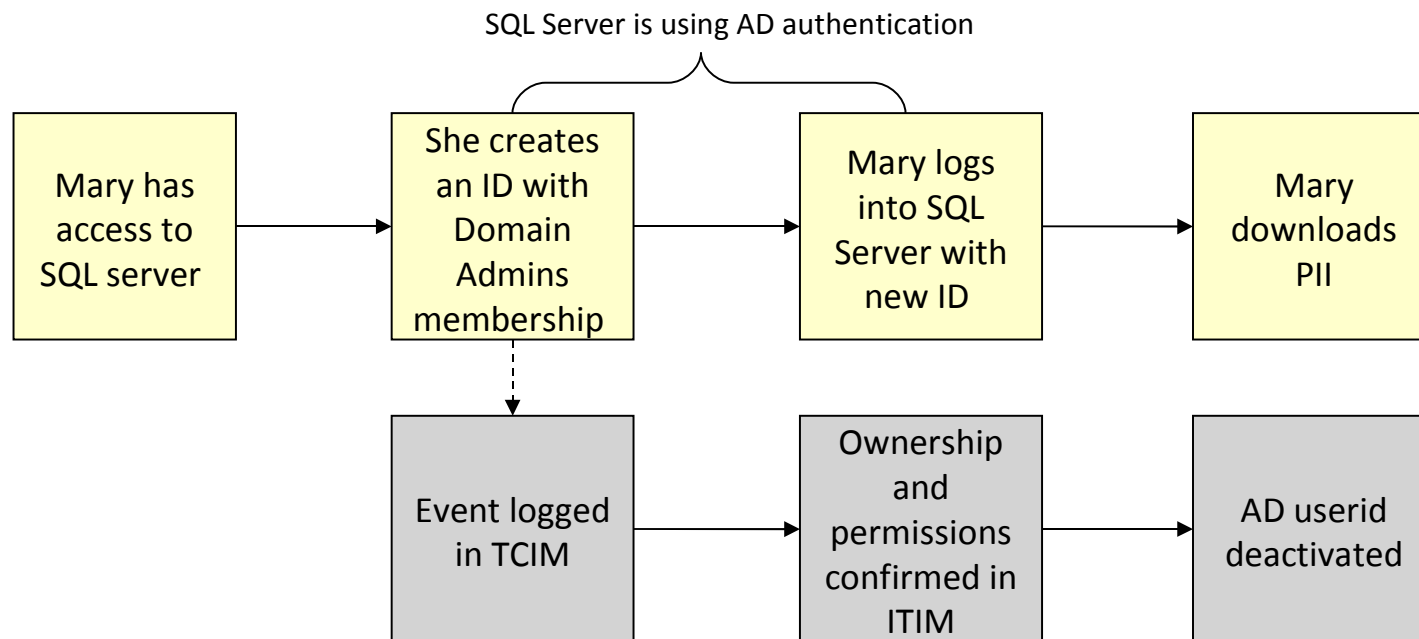 SQL Server is using AD authentication
Mary has
access to
SQL server
She creates
an ID with
Domain
Admins
membership
Mary logs
into SQL
Server with
new ID
Mary
downloads
PII
Event logged
in TCIM
Ownership
and
permissions
confirmed in
ITIM
AD userid
deactivated